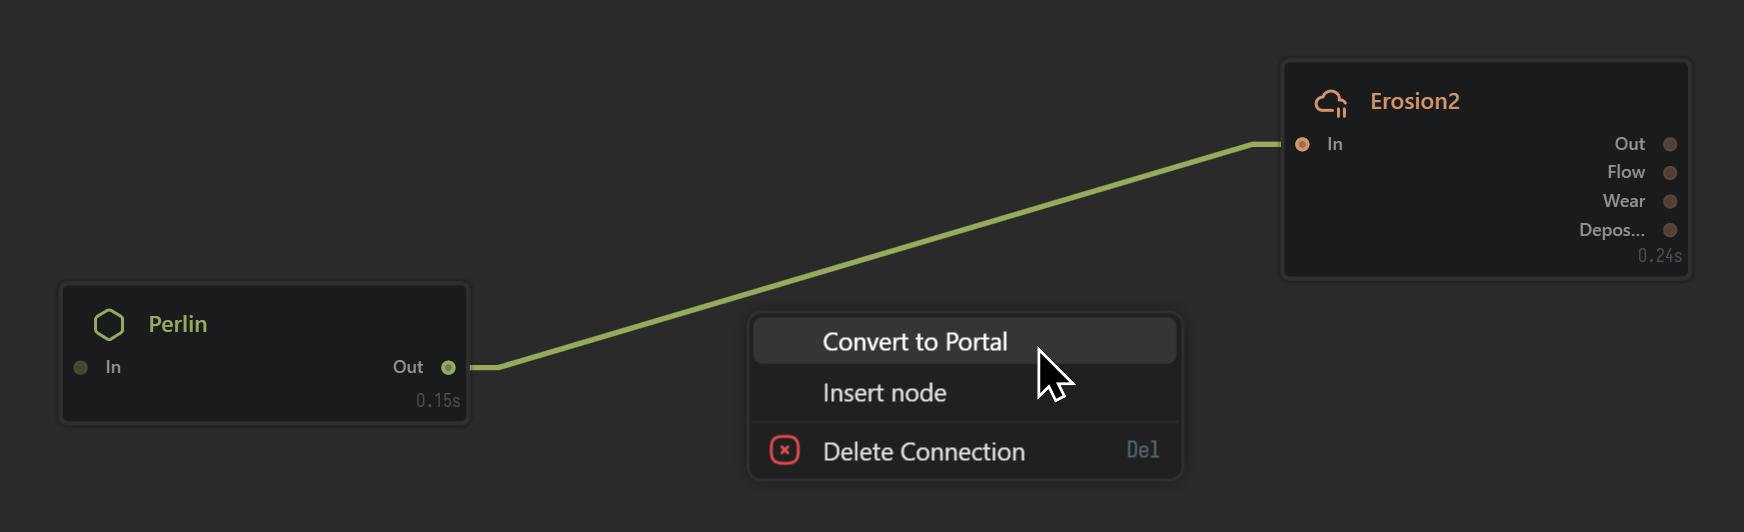 Erosion2
In
Out
Flow
Wear
Depos...
0.24s
Perlin
In
Out
0.15s
Convert to Portal
Insert node
Delete Connection Del